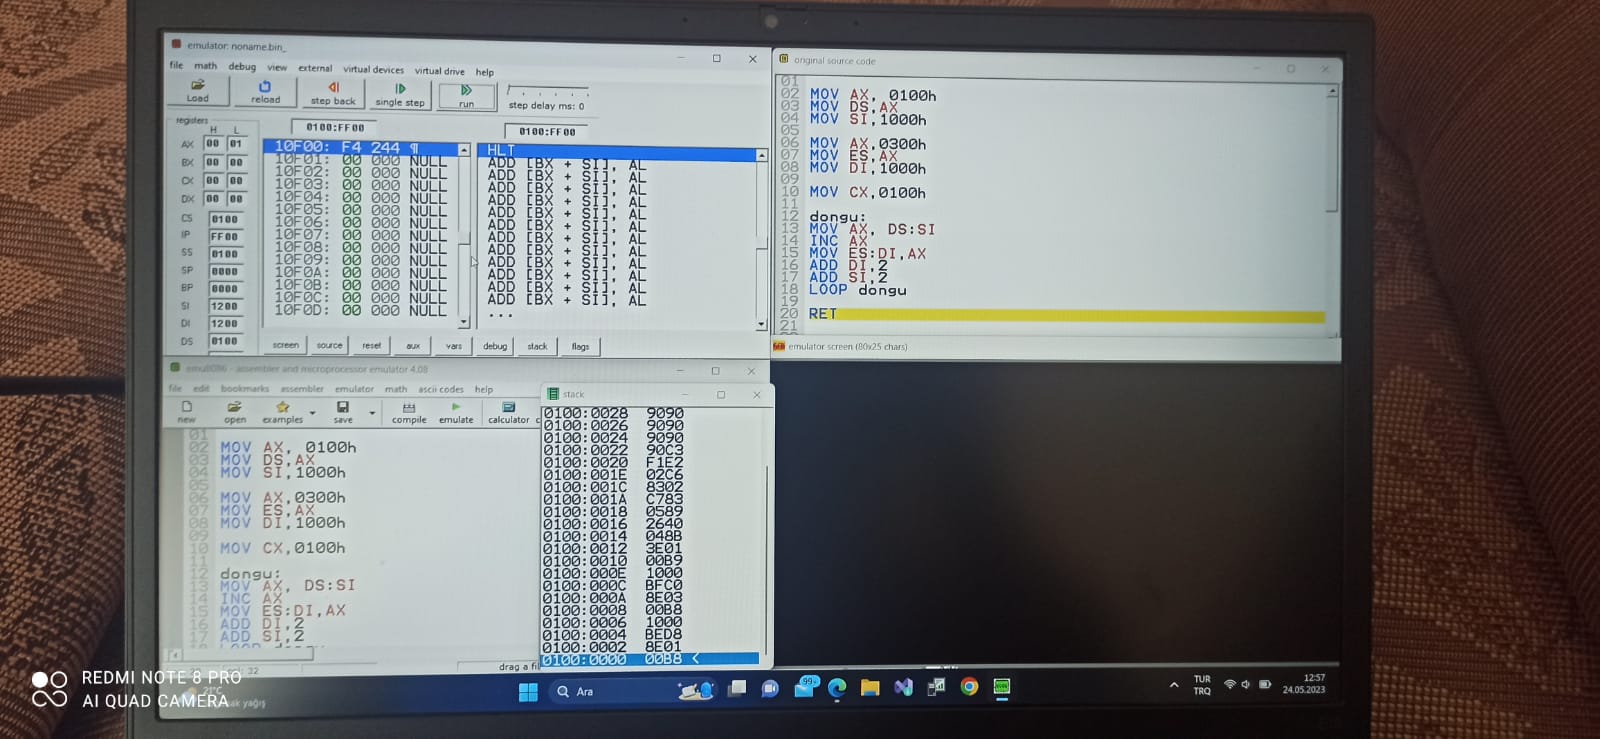 emulator: noname.bin_
file math debug view external virtual devices virtual drive help
Load reload step back single step run step delay ms: 0
registers
H L
0100:FF00 0100:FF00
AX 00 01
BX 00 00
CX 00 00
DX 00 00
CS 0100
IP FF00
SS 0100
SP 0000
BP 0000
SI 1200
DI 1200
DS 0100
10F00: F4 244 ¶
10F01: 00 000 NULL
10F02: 00 000 NULL
10F03: 00 000 NULL
10F04: 00 000 NULL
10F05: 00 000 NULL
10F06: 00 000 NULL
10F07: 00 000 NULL
10F08: 00 000 NULL
10F09: 00 000 NULL
10F0A: 00 000 NULL
10F0B: 00 000 NULL
10F0C: 00 000 NULL
10F0D: 00 000 NULL
HLT
ADD [BX + SI], AL
ADD [BX + SI], AL
ADD [BX + SI], AL
ADD [BX + SI], AL
ADD [BX + SI], AL
ADD [BX + SI], AL
ADD [BX + SI], AL
ADD [BX + SI], AL
ADD [BX + SI], AL
ADD [BX + SI], AL
ADD [BX + SI], AL
ADD [BX + SI], AL
...
screen source reset aux vars debug stack flags
original source code
01
02 MOV AX, 0100h
03 MOV DS,AX
04 MOV SI,1000h
05
06 MOV AX,0300h
07 MOV ES,AX
08 MOV DI,1000h
09
10 MOV CX,0100h
11
12 dongu:
13 MOV AX, DS:SI
14 INC AX
15 MOV ES:DI,AX
16 ADD DI,2
17 ADD SI,2
18 LOOP dongu
19
20 RET
21
emulator screen (80x25 chars)
emu8086 - assembler and microprocessor emulator 4.08
file edit bookmarks assembler emulator math ascii codes help
new open examples save compile emulate calculator
01
02 MOV AX, 0100h
03 MOV DS,AX
04 MOV SI,1000h
05
06 MOV AX,0300h
07 MOV ES,AX
08 MOV DI,1000h
09
10 MOV CX,0100h
11
12 dongu:
13 MOV AX, DS:SI
14 INC AX
15 MOV ES:DI,AX
16 ADD DI,2
17 ADD SI,2
32
drag a fi
stack
0100:0028 9090
0100:0026 9090
0100:0024 9090
0100:0022 90C3
0100:0020 F1E2
0100:001E 02C6
0100:001C 8302
0100:001A C783
0100:0018 0589
0100:0016 2640
0100:0014 048B
0100:0012 3E01
0100:0010 00B9
0100:000E 1000
0100:000C BFC0
0100:000A 8E03
0100:0008 00B8
0100:0006 1000
0100:0004 BED8
0100:0002 8E01
0100:0000 00B8 <
Ara
99+
TUR
TRQ
12:57
24.05.2023
21°C
yağış
REDMI NOTE 8 PRO
AI QUAD CAMERA